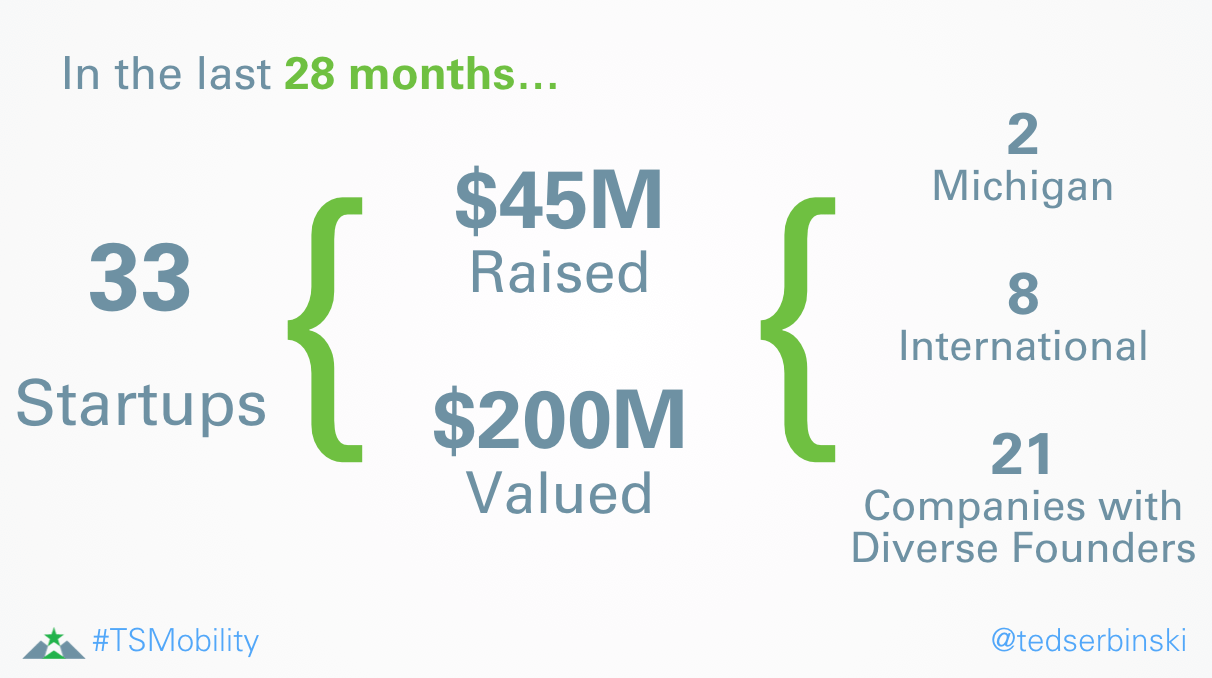 In the last 28 months...
33
Startups
$45M
Raised
$200M
Valued
2
Michigan
8
International
21
Companies with
Diverse Founders
#TSMobility
@tedserbinski